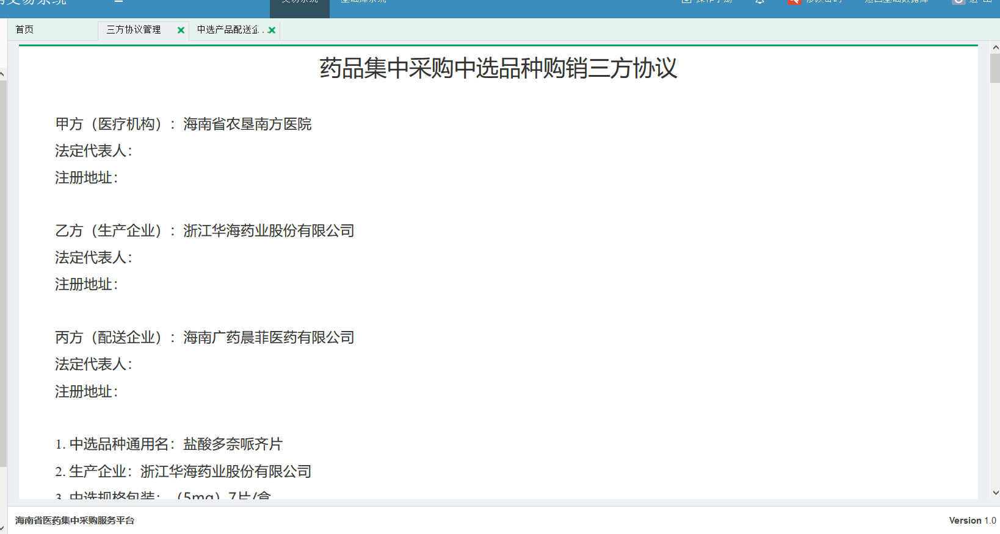 交易系统
首页
三方协议管理
中选产品配送企..
药品集中采购中选品种购销三方协议
甲方（医疗机构）：海南省农垦南方医院
法定代表人：
注册地址：
乙方（生产企业）：浙江华海药业股份有限公司
法定代表人：
注册地址：
丙方（配送企业）：海南广药晨菲医药有限公司
法定代表人：
注册地址：
1. 中选品种通用名：盐酸多奈哌齐片
2. 生产企业：浙江华海药业股份有限公司
3. 中选规格包装：（5mg）7片/盒
海南省医药集中采购服务平台
Version 1.0